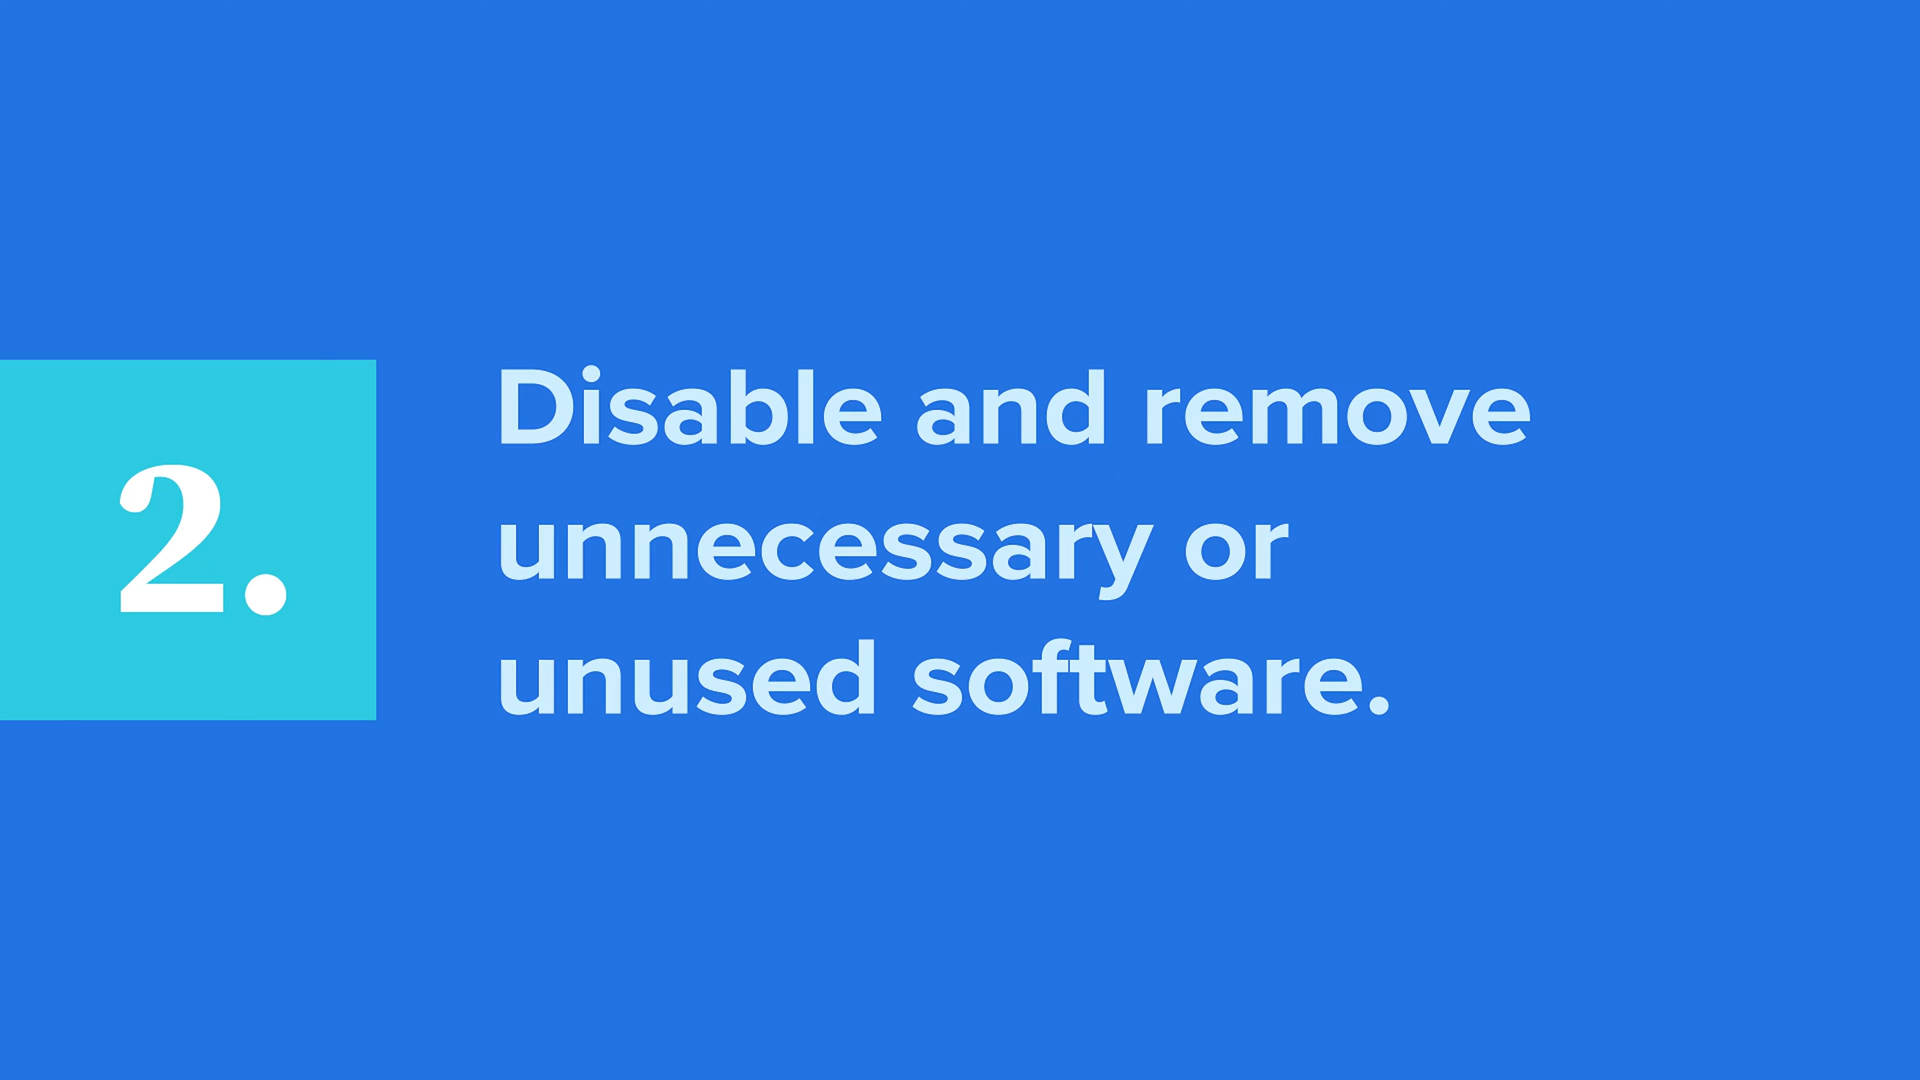 2.
Disable and remove
unnecessary or
unused software.